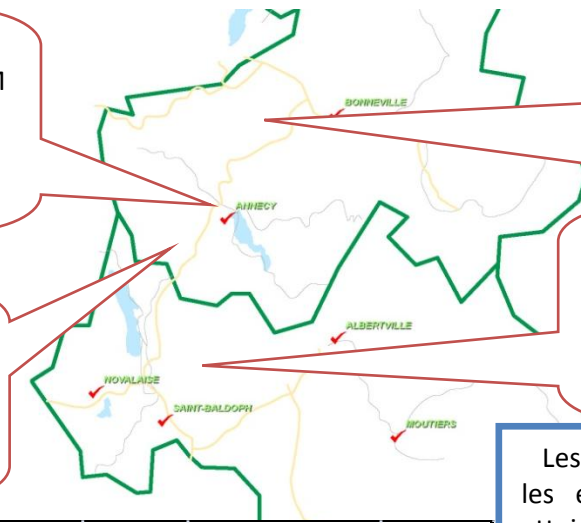 BONNEVILLE
ANNECY
ALBERTVILLE
NOVALAISE
SAINT-BALDOPH
MOUTIERS
Les
les